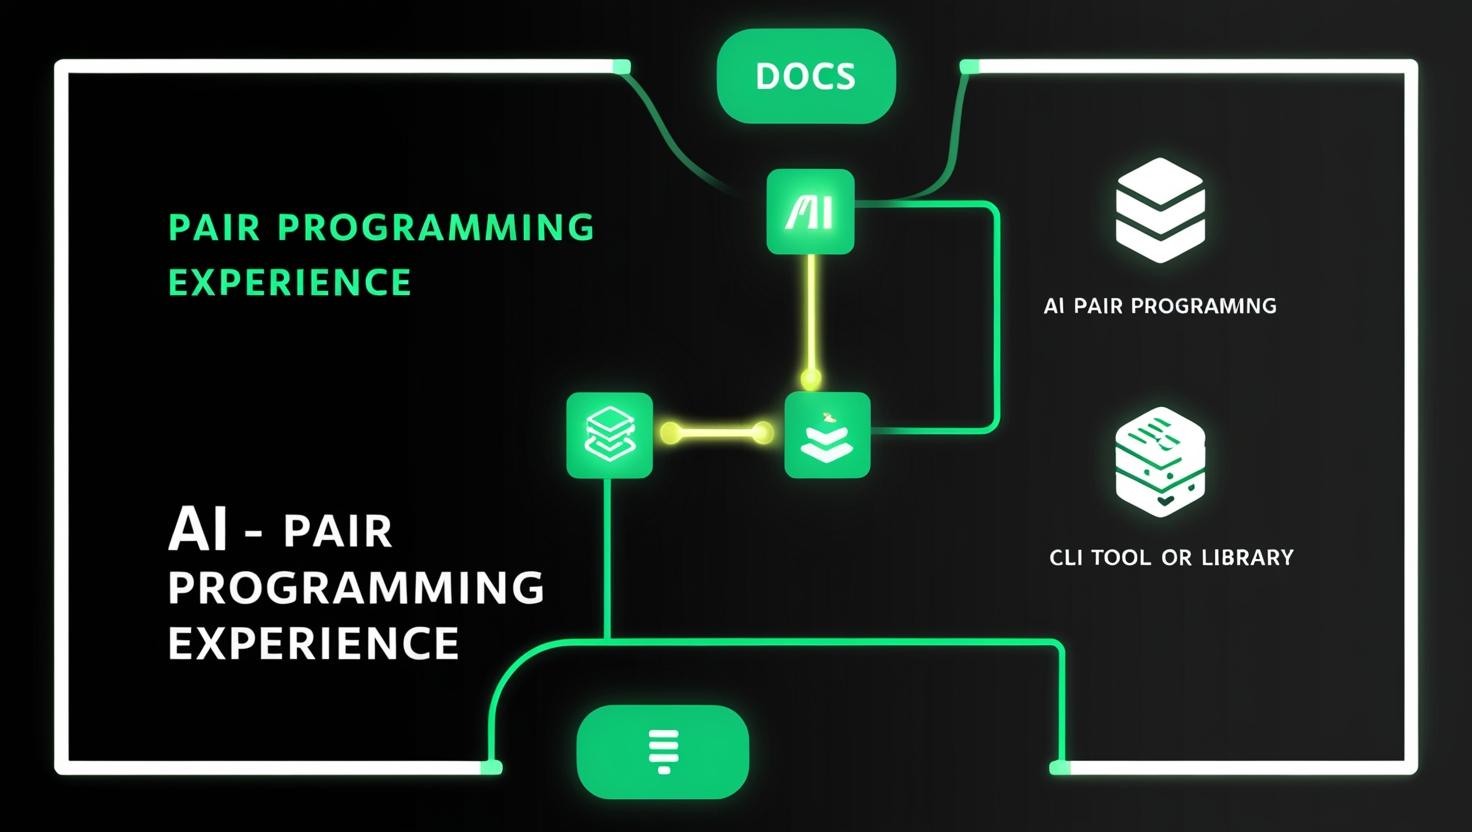 DOCS
AI
PAIR PROGRAMMING
EXPERIENCE
AI PAIR PROGRAMING
AI - PAIR
PROGRAMMING
EXPERIENCE
CLI TOOL OR LIBRARY